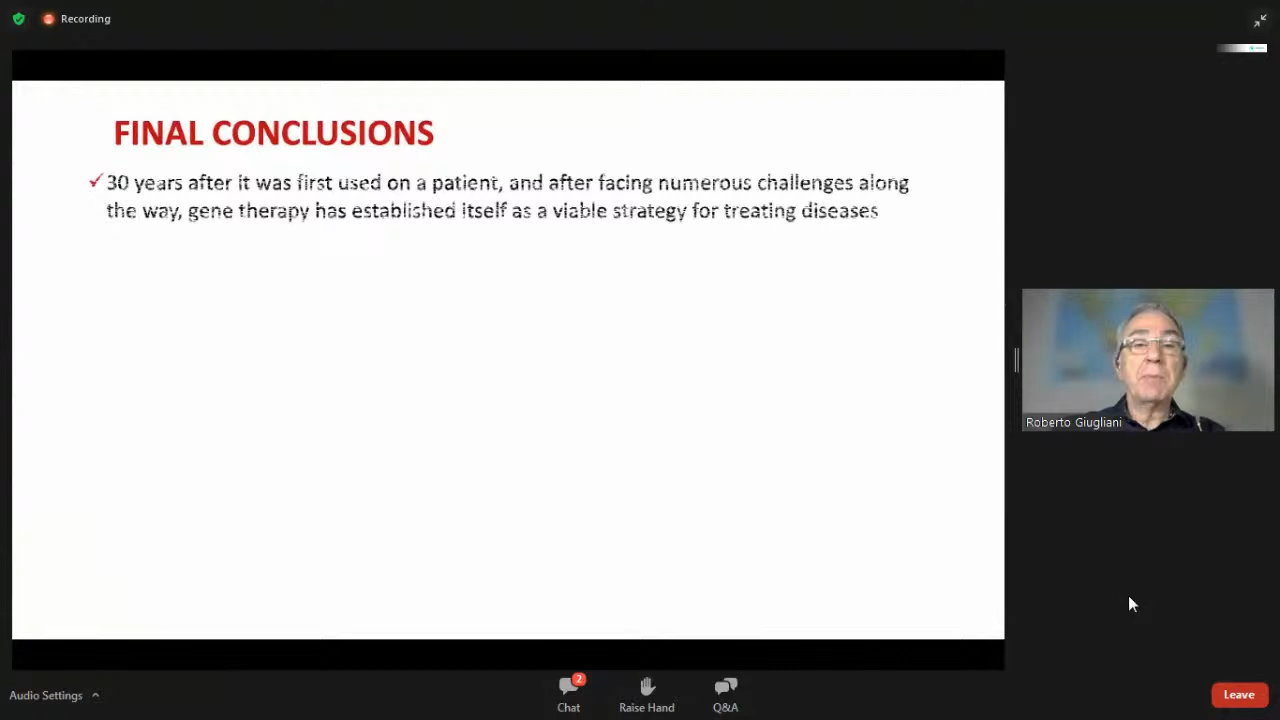 Recording
FINAL CONCLUSIONS
✓30 years after it was first used on a patient, and after facing numerous challenges along
the way, gene therapy has established itself as a viable strategy for treating diseases
Roberto Giugliani
Audio Settings
2
Chat
Raise Hand
Q&A
Leave